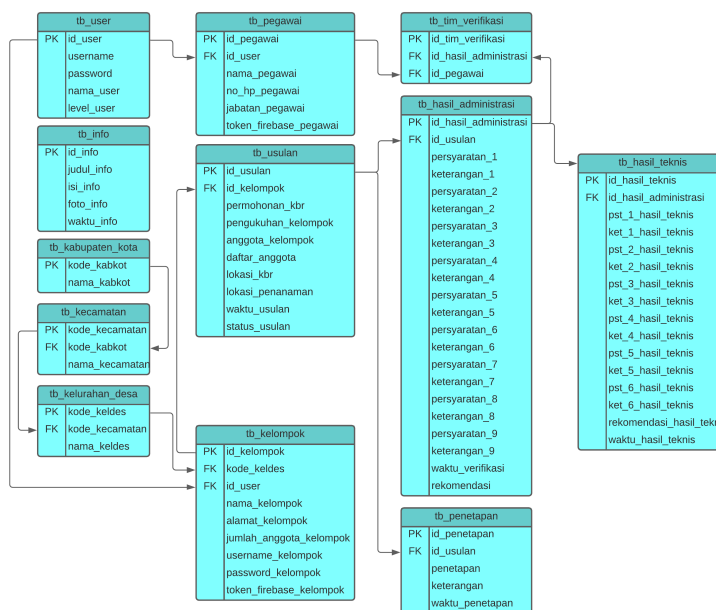 tb_user
PK id_user
username
password
nama_user
level_user
tb_info
PK id_info
judul_info
isi_info
foto_info
waktu_info
tb_kabupaten_kota
PK kode_kabkot
nama_kabkot
tb_kecamatan
PK kode_kecamatan
FK kode_kabkot
nama_kecamatan
tb_kelurahan_desa
PK kode_keldes
FK kode_kecamatan
nama_keldes
tb_pegawai
PK id_pegawai
FK id_user
nama_pegawai
no_hp_pegawai
jabatan_pegawai
token_firebase_pegawai
tb_usulan
PK id_usulan
FK id_kelompok
permohonan_kbr
pengukuhan_kelompok
anggota_kelompok
daftar_anggota
lokasi_kbr
lokasi_penanaman
waktu_usulan
status_usulan
tb_kelompok
PK id_kelompok
FK kode_keldes
FK id_user
nama_kelompok
alamat_kelompok
jumlah_anggota_kelompok
username_kelompok
password_kelompok
token_firebase_kelompok
tb_tim_verifikasi
PK id_tim_verifikasi
FK id_hasil_administrasi
FK id_pegawai
tb_hasil_administrasi
PK id_hasil_administrasi
FK id_usulan
persyaratan_1
keterangan_1
persyaratan_2
keterangan_2
persyaratan_3
keterangan_3
persyaratan_4
keterangan_4
persyaratan_5
keterangan_5
persyaratan_6
keterangan_6
persyaratan_7
keterangan_7
persyaratan_8
keterangan_8
persyaratan_9
keterangan_9
waktu_verifikasi
rekomendasi
tb_penetapan
PK id_penetapan
FK id_usulan
penetapan
keterangan
waktu_penetapan
tb_hasil_teknis
PK id_hasil_teknis
FK id_hasil_administrasi
pst_1_hasil_teknis
ket_1_hasil_teknis
pst_2_hasil_teknis
ket_2_hasil_teknis
pst_3_hasil_teknis
ket_3_hasil_teknis
pst_4_hasil_teknis
ket_4_hasil_teknis
pst_5_hasil_teknis
ket_5_hasil_teknis
pst_6_hasil_teknis
ket_6_hasil_teknis
waktu_hasil_teknis